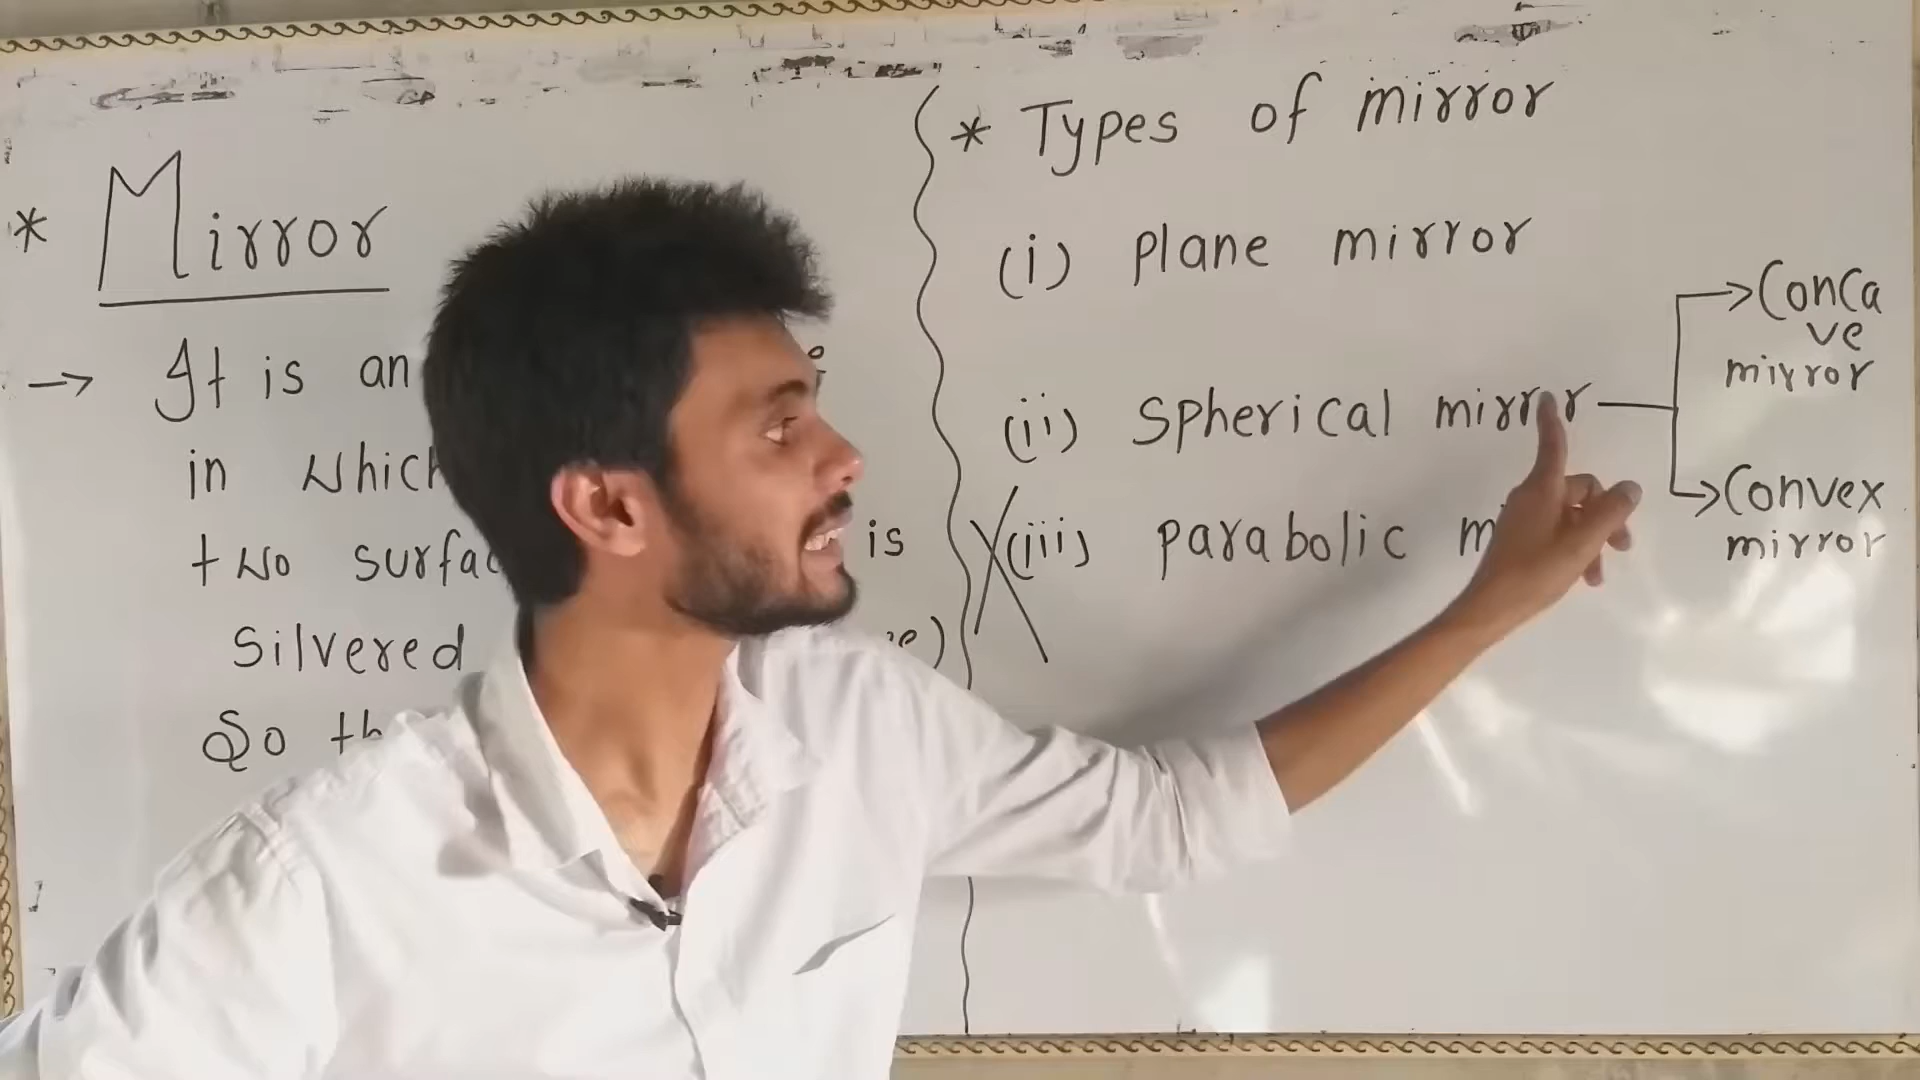 * Mirror
→ It is an
in which
two surfac is
Silvered e)
So th
* Types of mirror
(i) plane mirror
(ii) Spherical mirror
→ Conca
ve
mirror
→ Convex
mirror
(iii) parabolic m